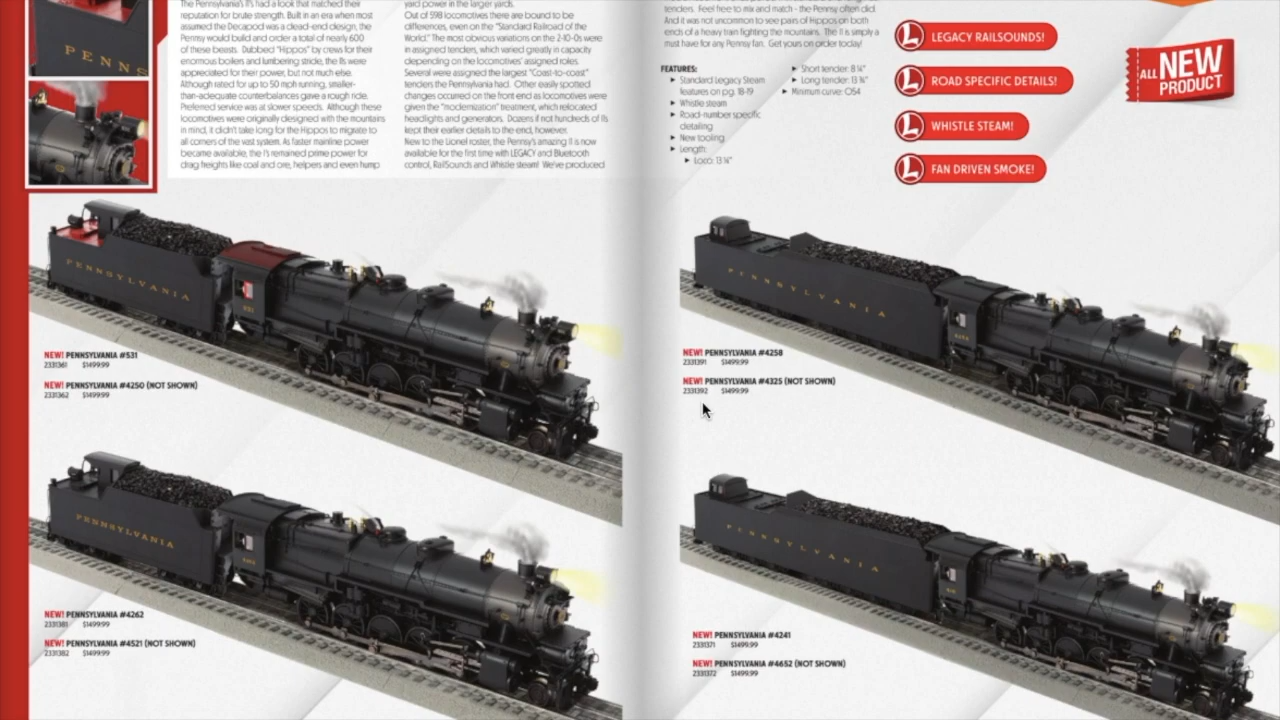 PENNS
The Pennsylvania's I1's had a look that matched their
reputation for brute strength. Built in an era when most
assumed the Decapod was a dead-end design, the
Pennsy would build and order a total of nearly 600
of these beasts. Dubbed "Hippos" by crews for their
enormous boilers and lumbering stride, the I1s were
appreciated for their power, but not much else.
Although rated for up to 50 mph running, smaller-
than-adequate counterbalances gave a rough ride.
Preferred service was at slower speeds. Although these
locomotives were originally designed with the mountains
in mind, it didn't take long for the Hippos to migrate to
all corners of the vast system. As faster mainline power
became available, the I1's remained prime power for
drag freights like coal and ore, helpers and even hump
yard power in the larger yards.
Out of 598 locomotives there are bound to be
differences, even on the "Standard Railroad of the
World." The most obvious variations on the 2-10-0s were
in assigned tenders, which varied greatly in capacity
depending on the locomotives' assigned roles.
Several were assigned the largest "Coast-to-coast"
tenders the Pennsylvania had. Other easily spotted
changes occurred on the front end as locomotives were
given the "modernization" treatment, which relocated
headlights and generators. Dozens if not hundreds of I1s
kept their earlier details to the end, however.
New to the Lionel roster, the Pennsy's amazing I1 is now
available for the first time with LEGACY and Bluetooth
control, RailSounds and Whistle steam! We've produced
tenders. Feel free to mix and match - the Pennsy often did.
And it was not uncommon to see pairs of Hippos on both
ends of a heavy train fighting the mountains. The I1 is simply a
must have for any Pennsy fan. Get yours on order today!
FEATURES:
► Standard Legacy Steam
features on pg. 18-19
► Whistle steam
► Road-number specific
detailing
► New tooling
► Length:
► Loco: 13 ¼"
► Short tender: 8 ¼"
► Long tender: 13 ¾"
► Minimum curve: O54
L LEGACY RAILSOUNDS!
L ROAD SPECIFIC DETAILS!
L WHISTLE STEAM!
L FAN DRIVEN SMOKE!
ALL NEW
PRODUCT
PENNSYLVANIA
531
NEW! PENNSYLVANIA #531
2331361 $1499.99
NEW! PENNSYLVANIA #4250 (NOT SHOWN)
2331362 $1499.99
PENNSYLVANIA
NEW! PENNSYLVANIA #4258
2331391 $1499.99
NEW! PENNSYLVANIA #4325 (NOT SHOWN)
2331392 $1499.99
PENNSYLVANIA
NEW! PENNSYLVANIA #4262
2331381 $1499.99
NEW! PENNSYLVANIA #4521 (NOT SHOWN)
2331382 $1499.99
PENNSYLVANIA
NEW! PENNSYLVANIA #4241
2331371 $1499.99
NEW! PENNSYLVANIA #4652 (NOT SHOWN)
2331372 $1499.99